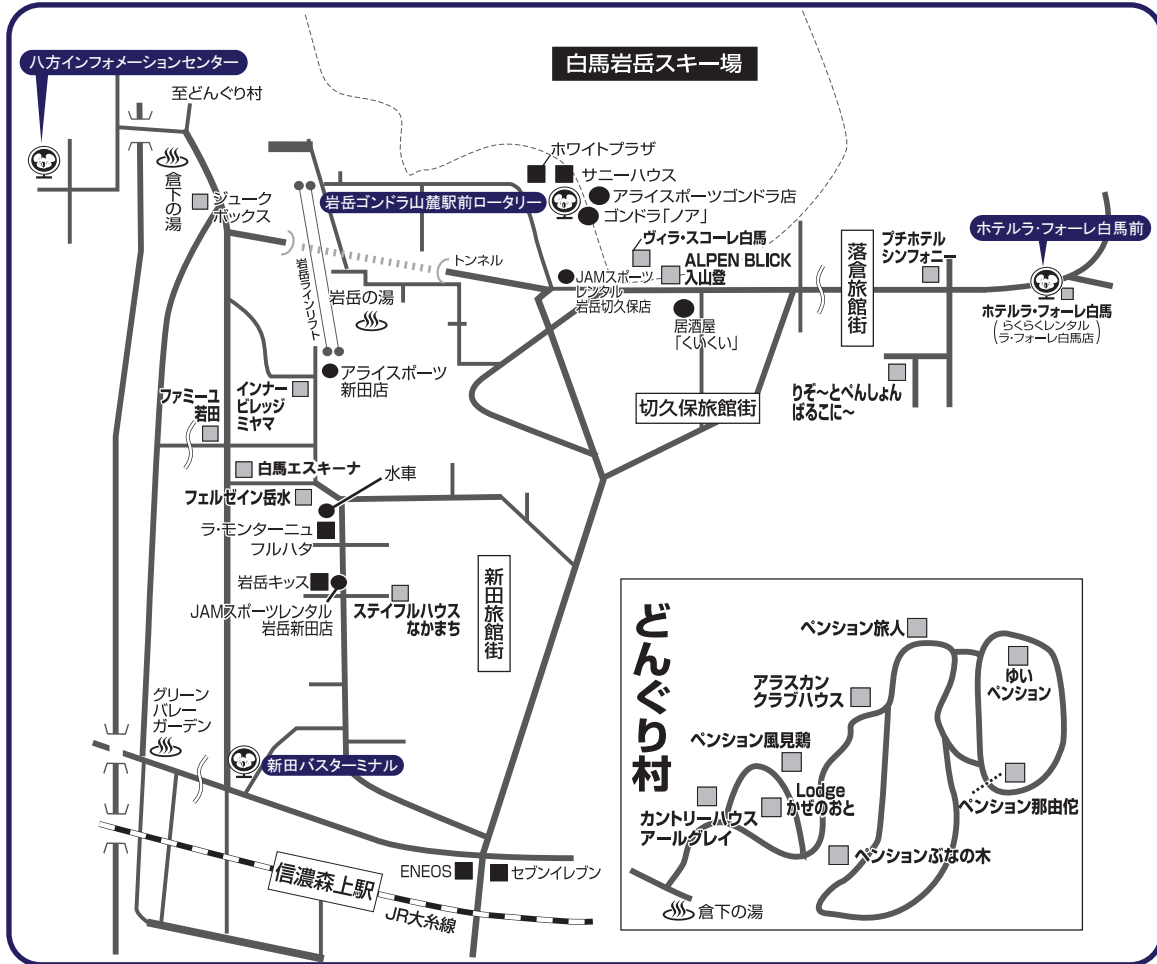 八方インフォメーションセンター
至どんぐり村
倉下の湯
ジューク
ボックス
白馬岩岳スキー場
ホワイトプラザ
サニーハウス
岩岳ゴンドラ山麓駅前ロータリー
アライスポーツゴンドラ店
ゴンドラ「ノア」
ヴィラ・スコーレ白馬
ALPEN BLICK
入山登
トンネル
JAMスポーツ
レンタル
岩岳切久保店
居酒屋
「くいくい」
切久保旅館街
落倉旅館街
プチホテル
シンフォニー
ホテルラ・フォーレ白馬前
ホテルラ・フォーレ白馬
(らくらくレンタル
ラ・フォーレ白馬店)
りぞ〜とぺんしょん
ぱるこに〜
岩岳ラインリフト
岩岳の湯
アライスポーツ
新田店
ファミーユ
若田
インナー
ビレッジ
ミヤマ
白馬エスキーナ
水車
フェルゼイン岳水
ラ・モンターニュ
フルハタ
岩岳キッス
JAMスポーツレンタル
岩岳新田店
ステイフルハウス
なかまち
新田旅館街
グリーン
バレー
ガーデン
新田バスターミナル
ENEOS
セブンイレブン
信濃森上駅
JR大糸線
どんぐり村
ペンション旅人
ゆい
ペンション
アラスカン
クラブハウス
ペンション風見鶏
Lodge
かぜのおと
カントリーハウス
アールグレイ
ペンション那由佗
ペンションぶなの木
倉下の湯